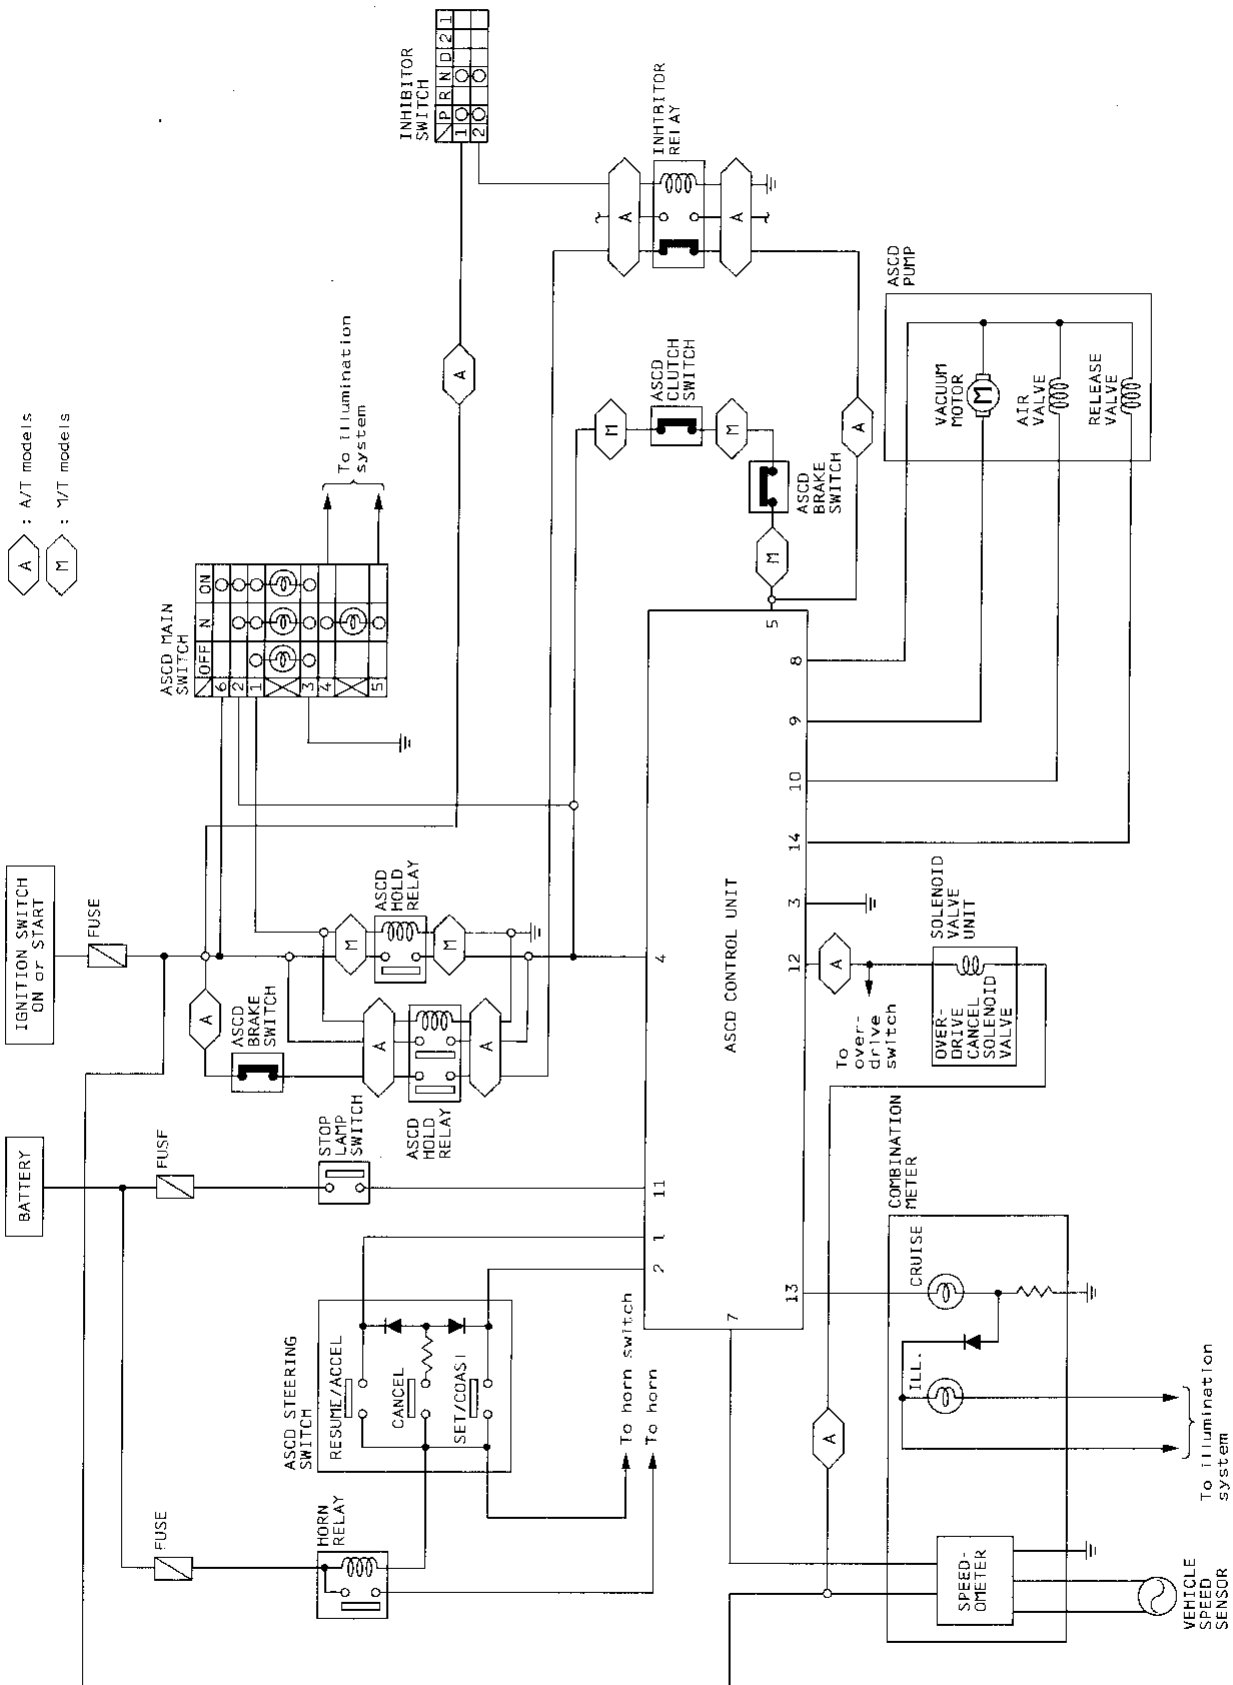 A : A/T models
M : M/T models
IGNITION SWITCH
ON or START
FUSE
BATTERY
FUSE
FUSE
ASCD MAIN
SWITCH
OFF N ON
6
2
1
3
4
5
To illumination
system
INHIBITOR
SWITCH
P R N D 2 1
1
2
A
INHIBITOR
RELAY
A
A
A
ASCD
BRAKE
SWITCH
A
A
ASCD
HOLD
RELAY
M
M
ASCD
HOLD
RELAY
STOP
LAMP
SWITCH
ASCD STEERING
SWITCH
RESUME/ACCEL
CANCEL
SET/COAST
HORN
RELAY
To horn switch
To horn
M
ASCD
CLUTCH
SWITCH
M
ASCD
BRAKE
SWITCH
M
A
ASCD CONTROL UNIT
4
11
1
2
7
5
8
9
10
14
3
12
13
ASCD
PUMP
VACUUM
MOTOR
M
AIR
VALVE
RELEASE
VALVE
A
To
over-
drive
switch
SOLENOID
VALVE
UNIT
OVER-
DRIVE
CANCEL
SOLENOID
VALVE
COMBINATION
METER
CRUISE
ILL.
A
SPEED-
OMETER
To illumination
system
VEHICLE
SPEED
SENSOR